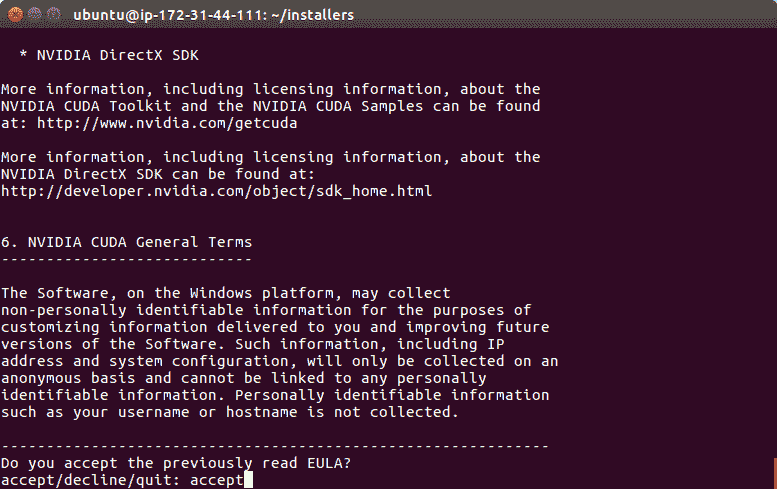 ubuntu@ip-172-31-44-111: ~/installers
* NVIDIA DirectX SDK
More information, including licensing information, about the
NVIDIA CUDA Toolkit and the NVIDIA CUDA Samples can be found
at: http://www.nvidia.com/getcuda
More information, including licensing information, about the
NVIDIA DirectX SDK can be found at:
http://developer.nvidia.com/object/sdk_home.html
6. NVIDIA CUDA General Terms
----------------------------
The Software, on the Windows platform, may collect
non-personally identifiable information for the purposes of
customizing information delivered to you and improving future
versions of the Software. Such information, including IP
address and system configuration, will only be collected on an
anonymous basis and cannot be linked to any personally
identifiable information. Personally identifiable information
such as your username or hostname is not collected.
-------------------------------------------------------------
Do you accept the previously read EULA?
accept/decline/quit: accept